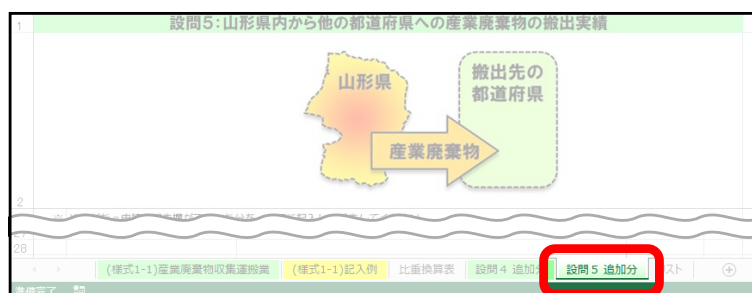 1
設問5:山形県内から他の都道府県への産業廃棄物の搬出実績
山形県
搬出先の
都道府県
産業廃棄物
2
28
(様式1-1)産業廃棄物収集運搬業
(様式1-1)記入例
比重換算表
設問4 追加分
設問5 追加分
準備完了